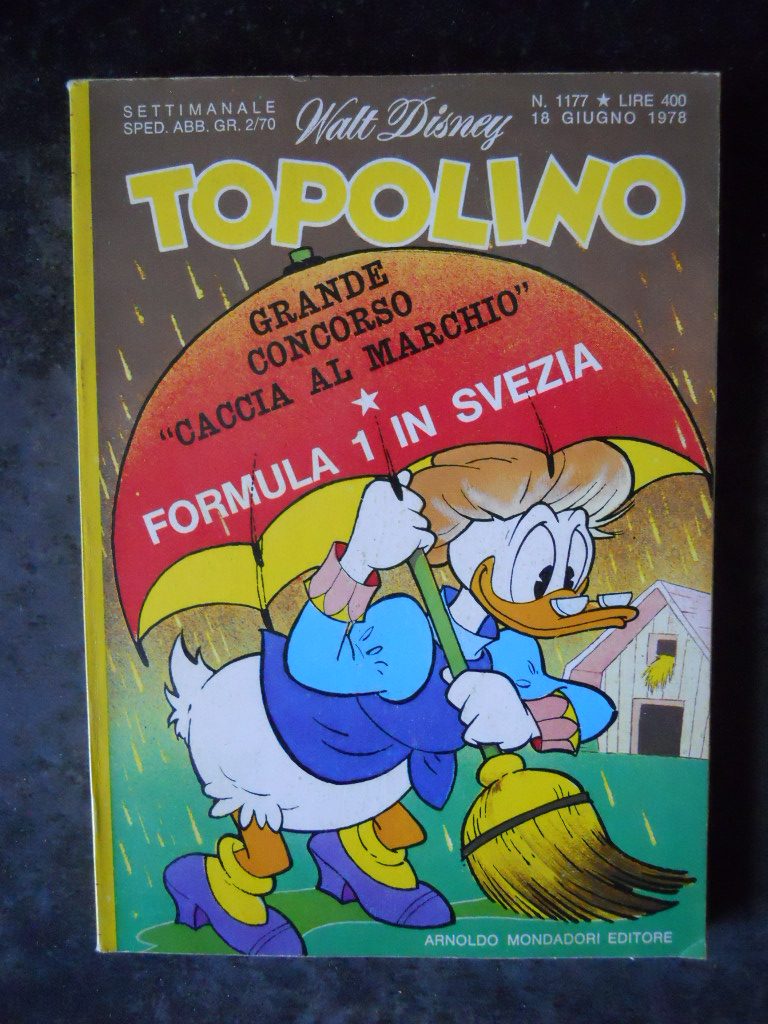 SETTIMANALE
SPED. ABB. GR. 2/70
Walt Disney
N. 1177 ★ LIRE 400
18 GIUGNO 1978
TOPOLINO
GRANDE
CONCORSO
"CACCIA AL MARCHIO"
★
FORMULA 1 IN SVEZIA
ARNOLDO MONDADORI EDITORE